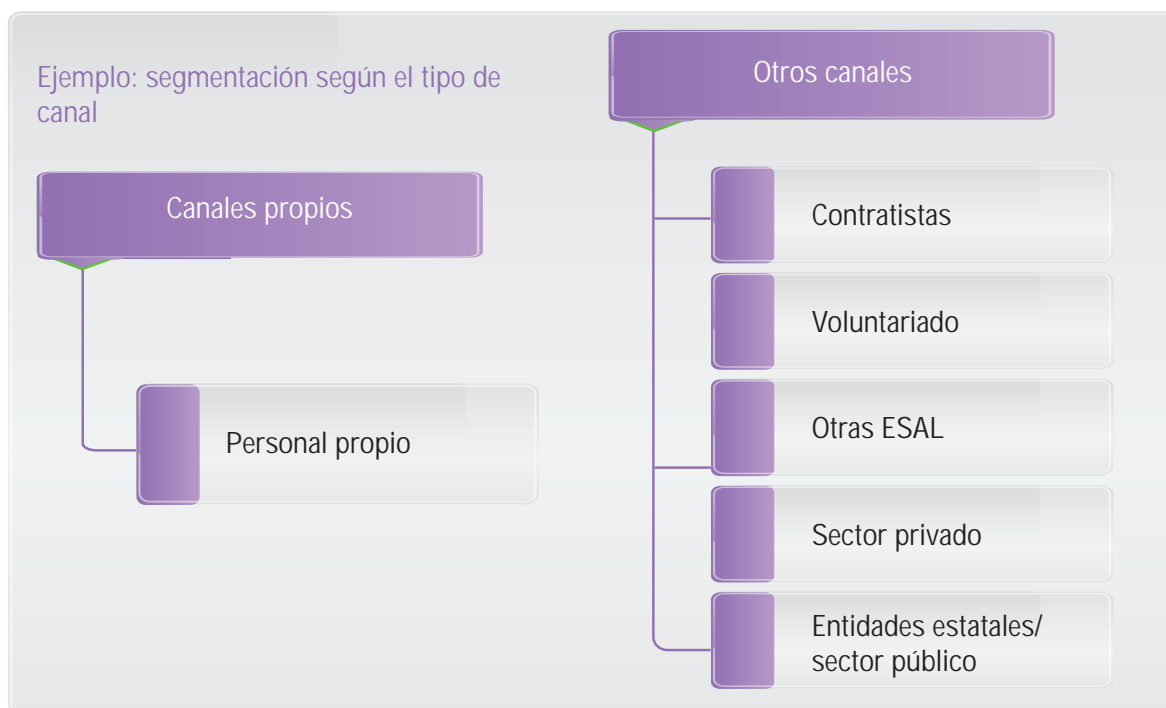 Ejemplo: segmentación según el tipo de
canal
Canales propios
Personal propio
Otros canales
Contratistas
Voluntariado
Otras ESAL
Sector privado
Entidades estatales/
sector público